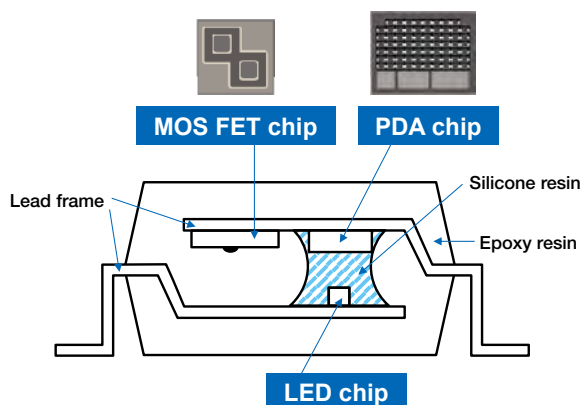 MOS FET chip
PDA chip
Lead frame
Silicone resin
Epoxy resin
LED chip